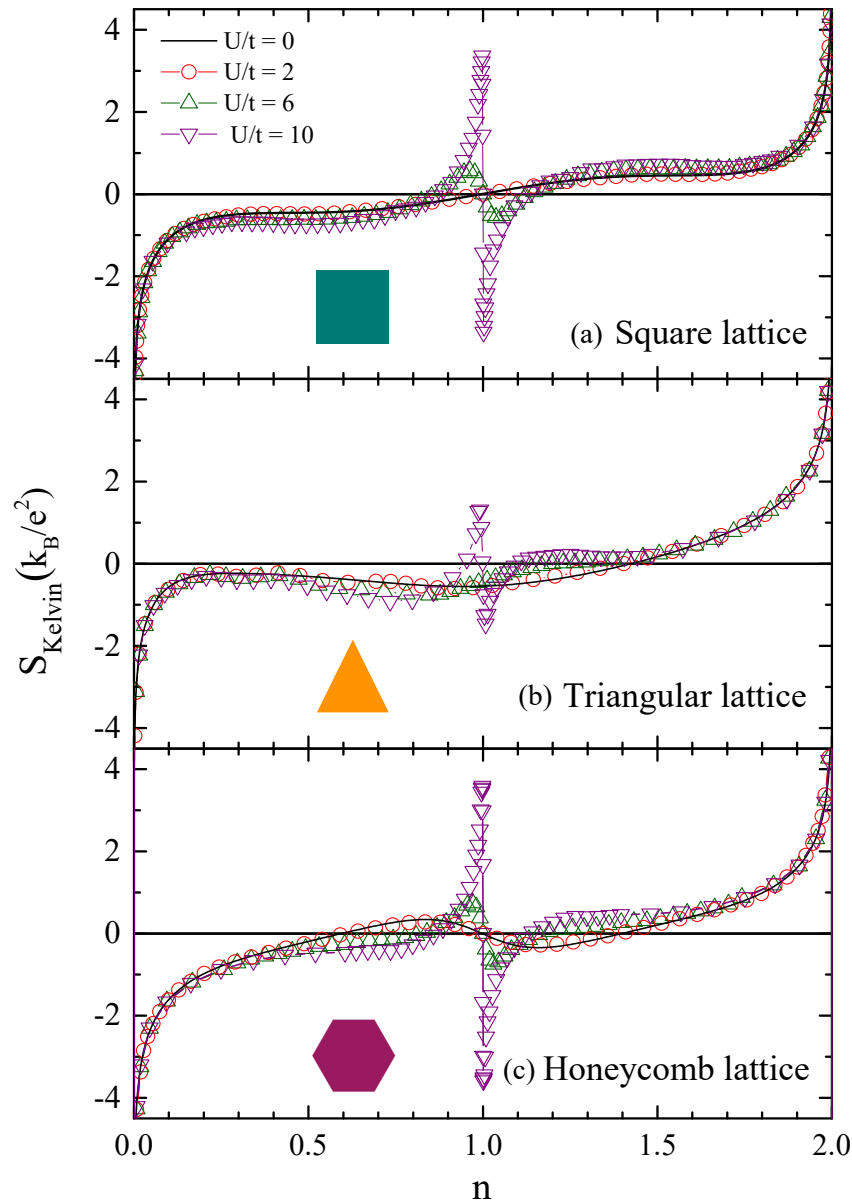 4
2
0
-2
-4
U/t = 0
U/t = 2
U/t = 6
U/t = 10
(a) Square lattice
4
2
0
-2
-4
(b) Triangular lattice
4
2
0
-2
-4
(c) Honeycomb lattice
S_Kelvin(k_B/e^2)
0.0 0.5 1.0 1.5 2.0
n